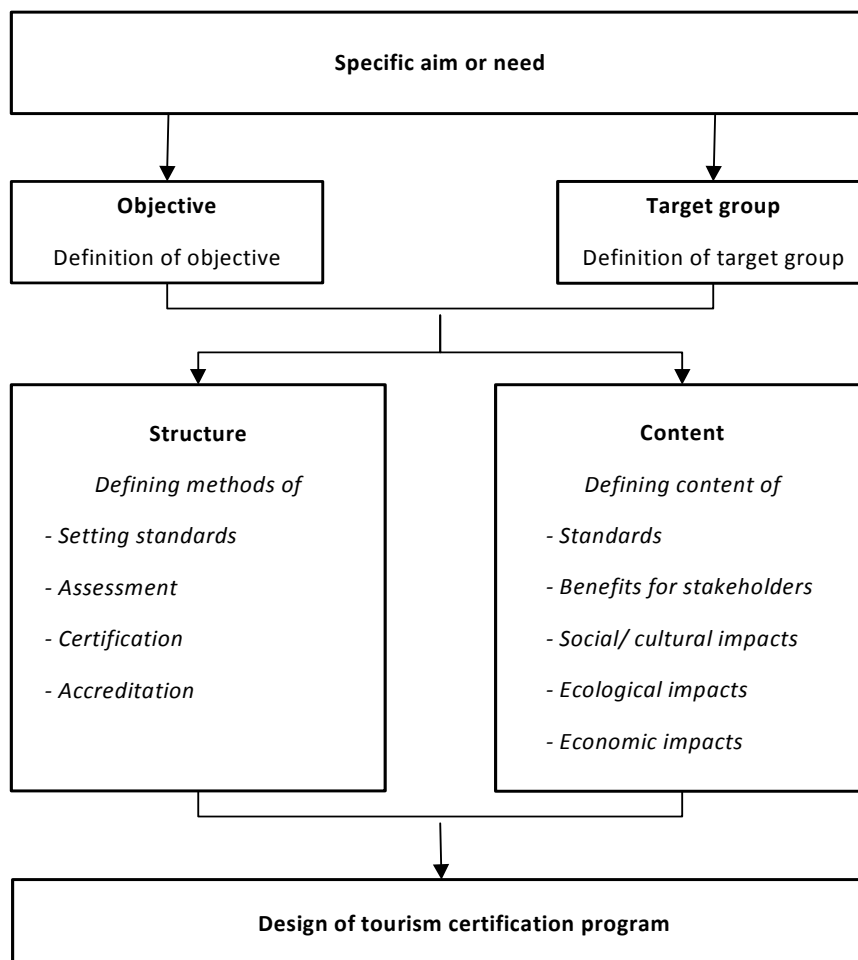 Specific aim or need
Objective
Definition of objective
Target group
Definition of target group
Structure
Defining methods of
- Setting standards
- Assessment
- Certification
- Accreditation
Content
Defining content of
- Standards
- Benefits for stakeholders
- Social/ cultural impacts
- Ecological impacts
- Economic impacts
Design of tourism certification program